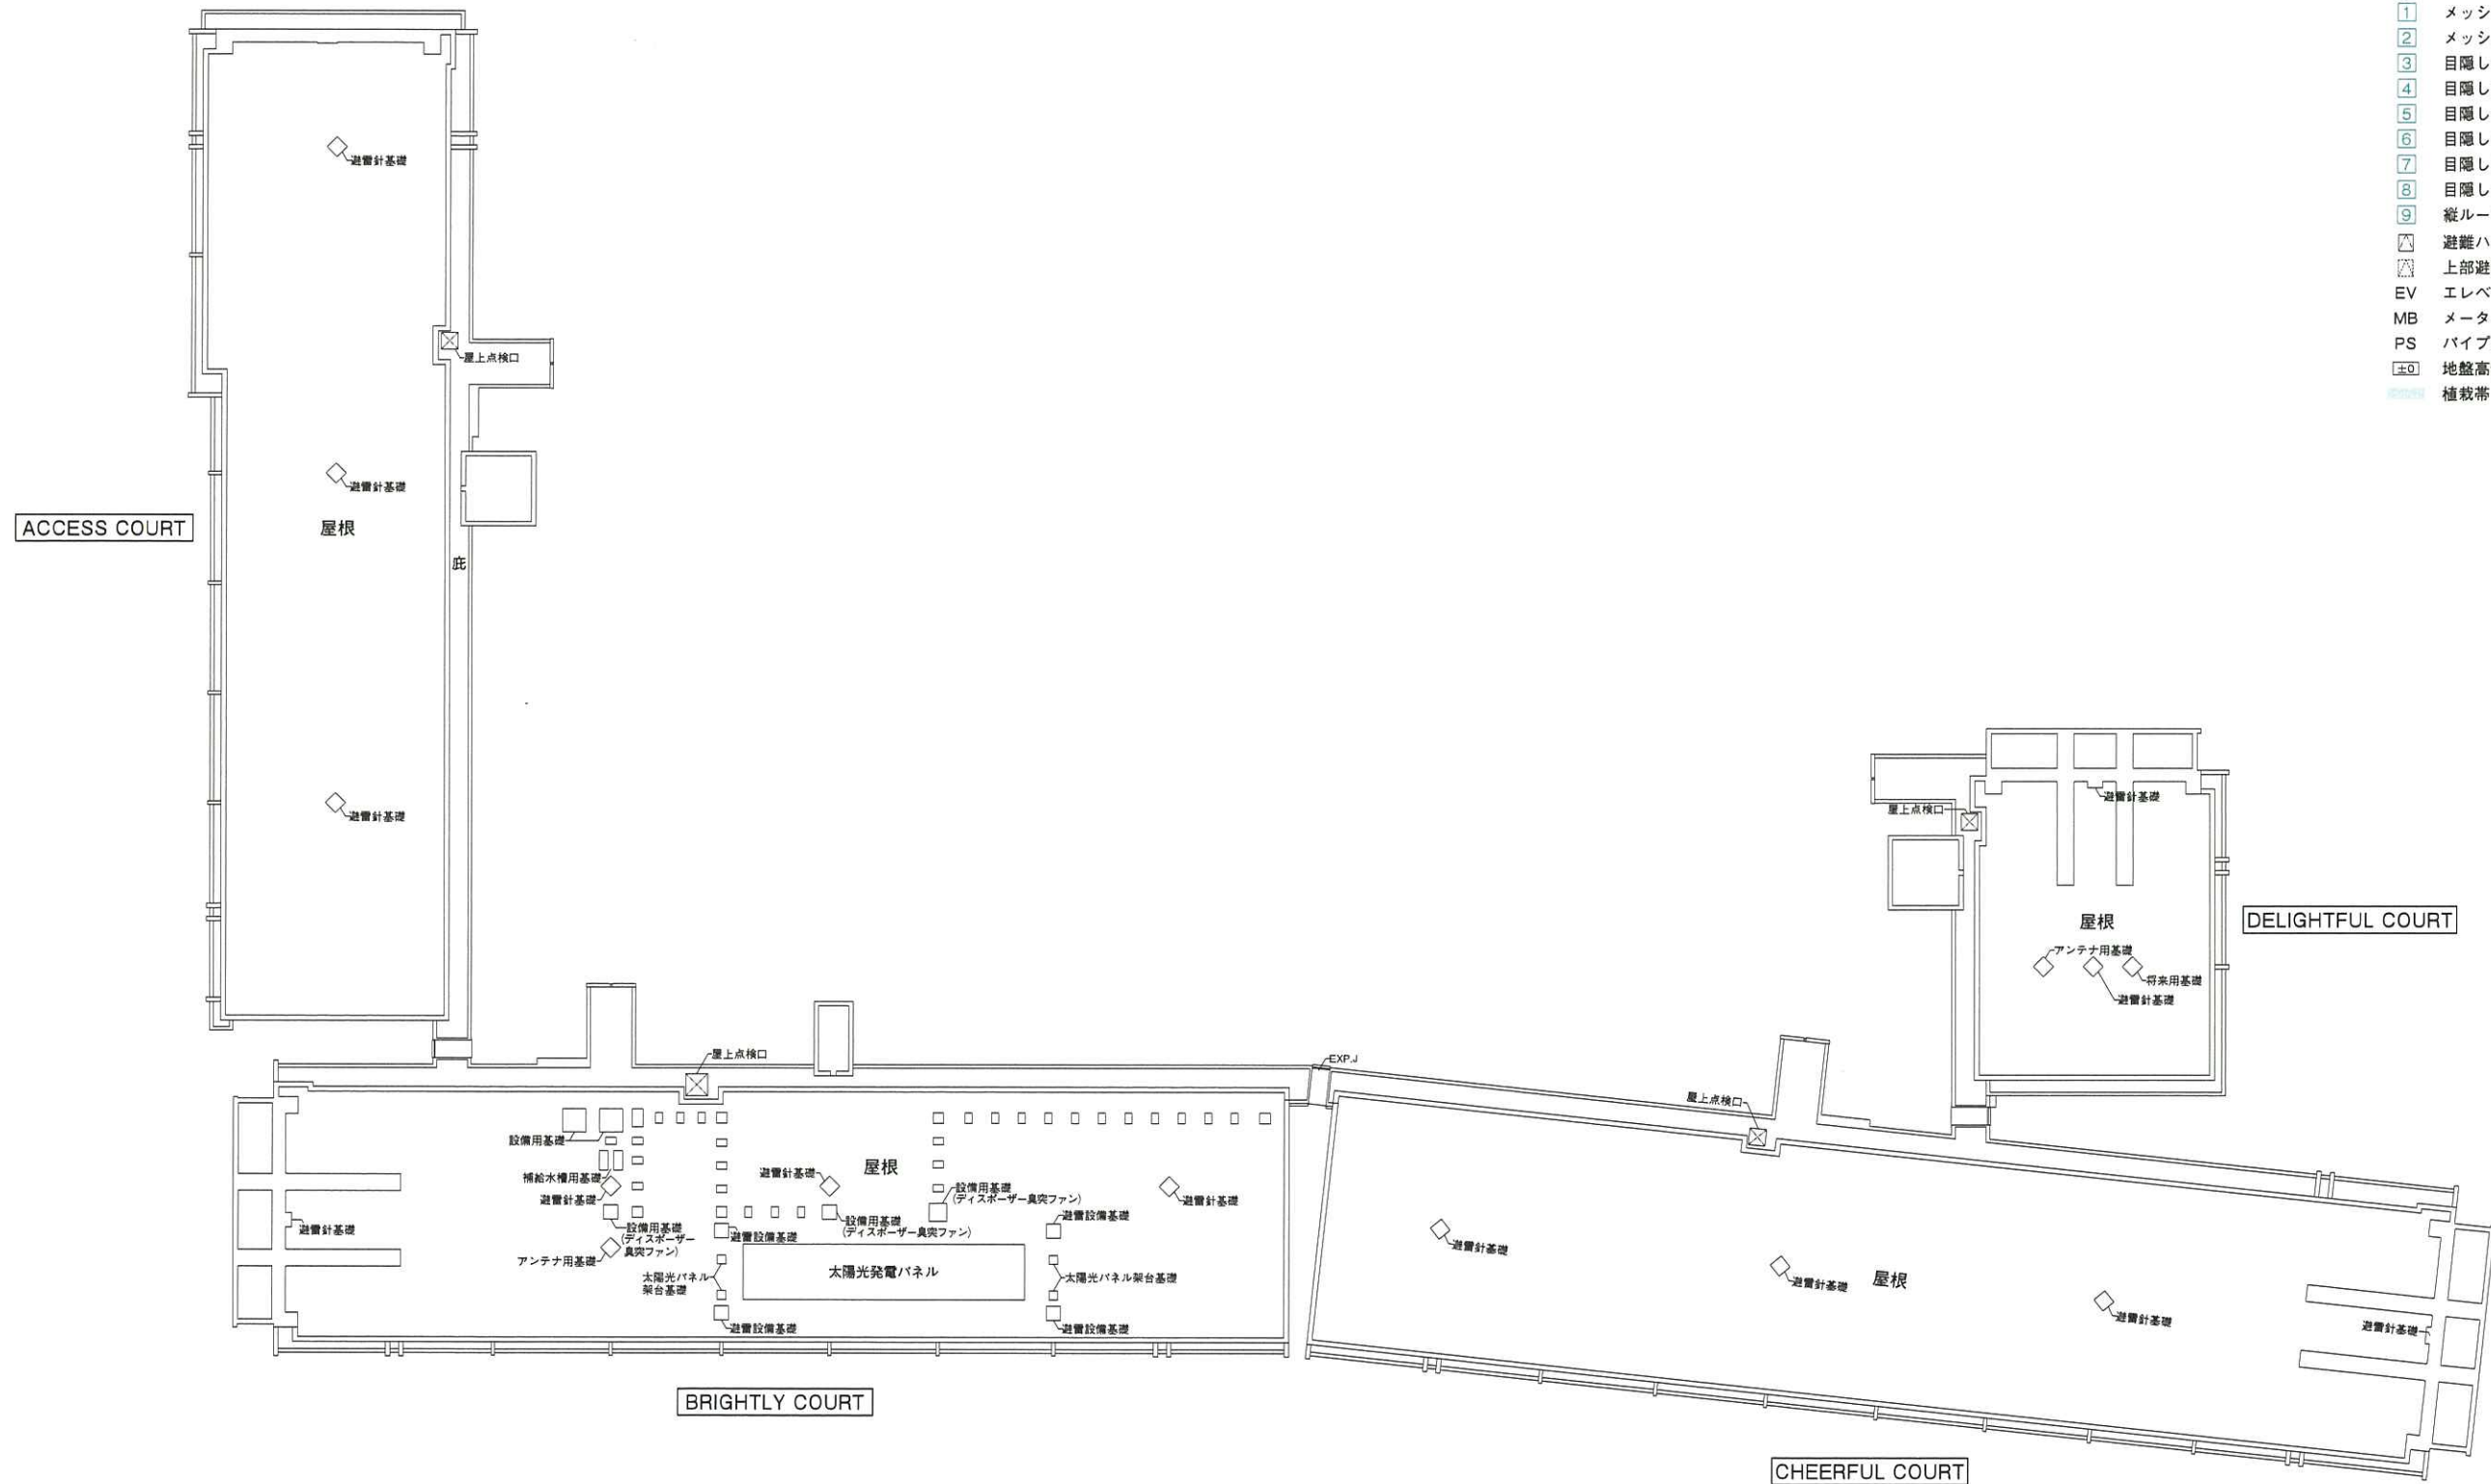 1 メッシ
2 メッシ
3 目隠し
4 目隠し
5 目隠し
6 目隠し
7 目隠し
8 目隠し
9 縦ルー
避難ハ
上部避
EV エレベ
MB メータ
PS パイプ
±0 地盤高
植栽帯
避雷針基礎
屋上点検口
避雷針基礎
ACCESS COURT
屋根
庇
避雷針基礎
避雷針基礎
屋上点検口
DELIGHTFUL COURT
屋根
アンテナ用基礎
将来用基礎
避雷針基礎
屋上点検口
EXP.J
屋上点検口
設備用基礎
補給水槽用基礎
避雷針基礎
避雷針基礎
設備用基礎
(ディスポーザー
臭突ファン)
アンテナ用基礎
避雷針基礎
屋根
設備用基礎
(ディスポーザー臭突ファン)
設備用基礎
(ディスポーザー臭突ファン)
避雷針基礎
避雷設備基礎
避雷設備基礎
太陽光パネル
架台基礎
太陽光発電パネル
太陽光パネル架台基礎
避雷設備基礎
避雷設備基礎
BRIGHTLY COURT
避雷針基礎
避雷針基礎
屋根
避雷針基礎
避雷針基礎
CHEERFUL COURT